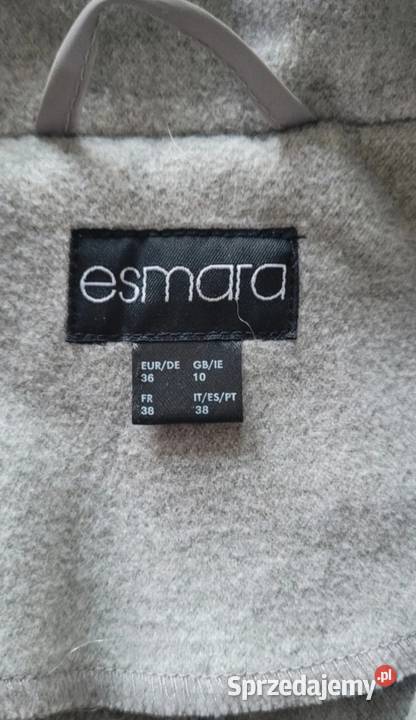 esmara
EUR/DE GB/IE
36 10
FR IT/ES/PT
38 38
Sprzedajemy.pl